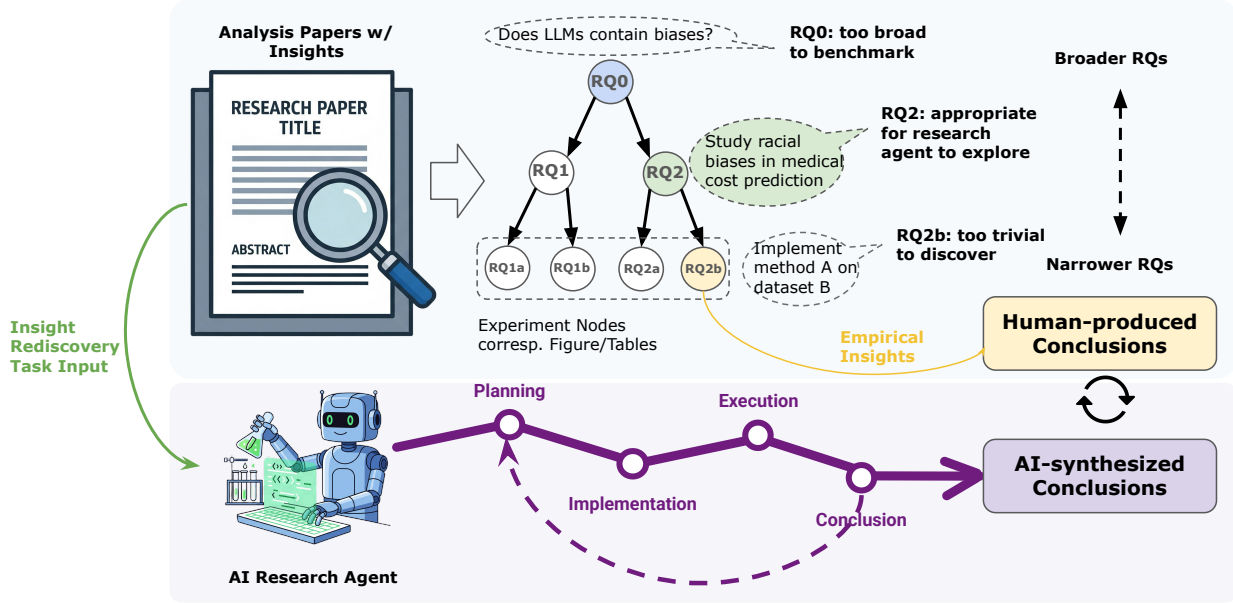 Analysis Papers w/
Insights
RESEARCH PAPER
TITLE
ABSTRACT
Does LLMs contain biases?
RQ0: too broad
to benchmark
RQ0
Broader RQs
RQ2: appropriate
for research
agent to explore
Study racial
biases in medical
cost prediction
RQ1
RQ2
RQ1a
RQ1b
RQ2a
RQ2b
Implement
method A on
dataset B
RQ2b: too trivial
to discover
Narrower RQs
Experiment Nodes
corresp. Figure/Tables
Empirical
Insights
Human-produced
Conclusions
Insight
Rediscovery
Task Input
Planning
Execution
Implementation
Conclusion
AI-synthesized
Conclusions
AI Research Agent